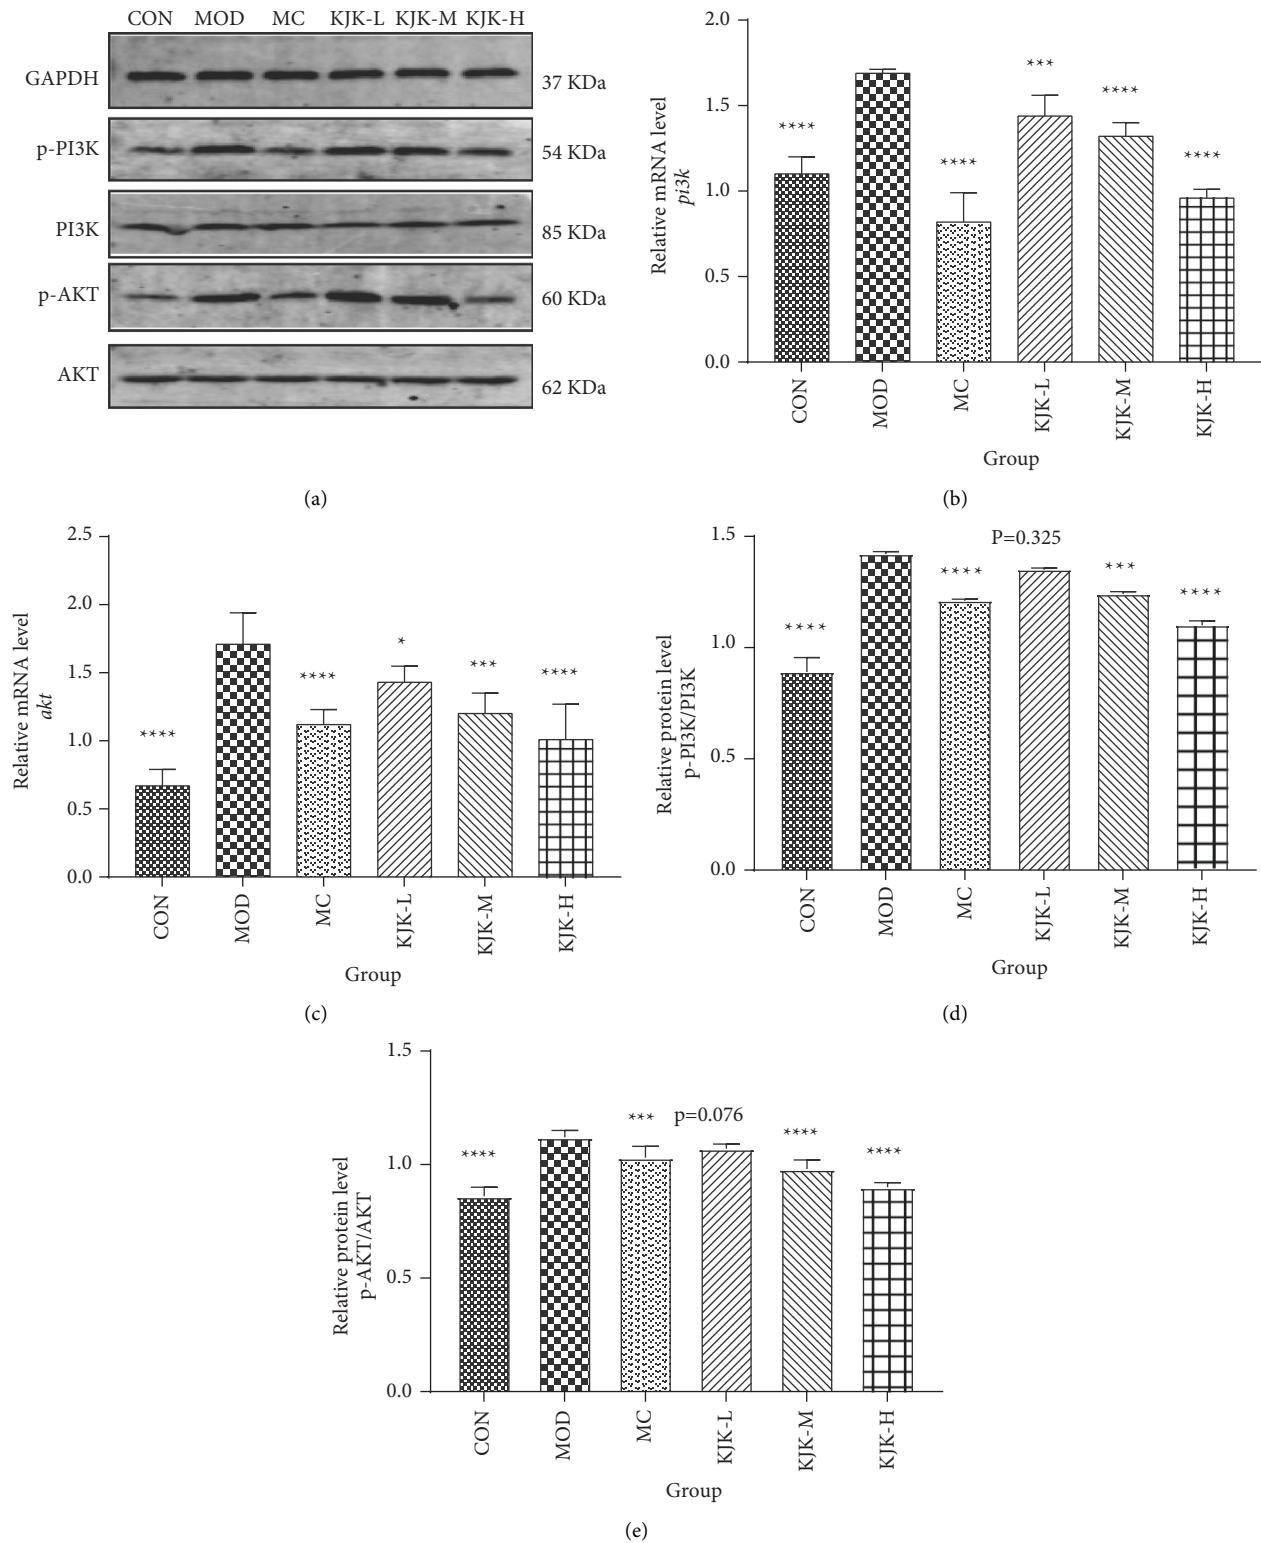 CON MOD MC KJK-L KJK-M KJK-H
GAPDH 37 KDa
p-PI3K 54 KDa
PI3K 85 KDa
p-AKT 60 KDa
AKT 62 KDa
(a)
Relative mRNA level
pi3k
2.0
1.5
1.0
0.5
0.0
****
****
***
****
****
CON MOD MC KJK-L KJK-M KJK-H
Group
(b)
Relative mRNA level
akt
2.5
2.0
1.5
1.0
0.5
0.0
****
****
*
***
****
CON MOD MC KJK-L KJK-M KJK-H
Group
(c)
Relative protein level
p-PI3K/PI3K
1.5
1.0
0.5
0.0
****
****
P=0.325
***
****
CON MOD MC KJK-L KJK-M KJK-H
Group
(d)
Relative protein level
p-AKT/AKT
1.5
1.0
0.5
0.0
****
***
p=0.076
****
****
CON MOD MC KJK-L KJK-M KJK-H
Group
(e)